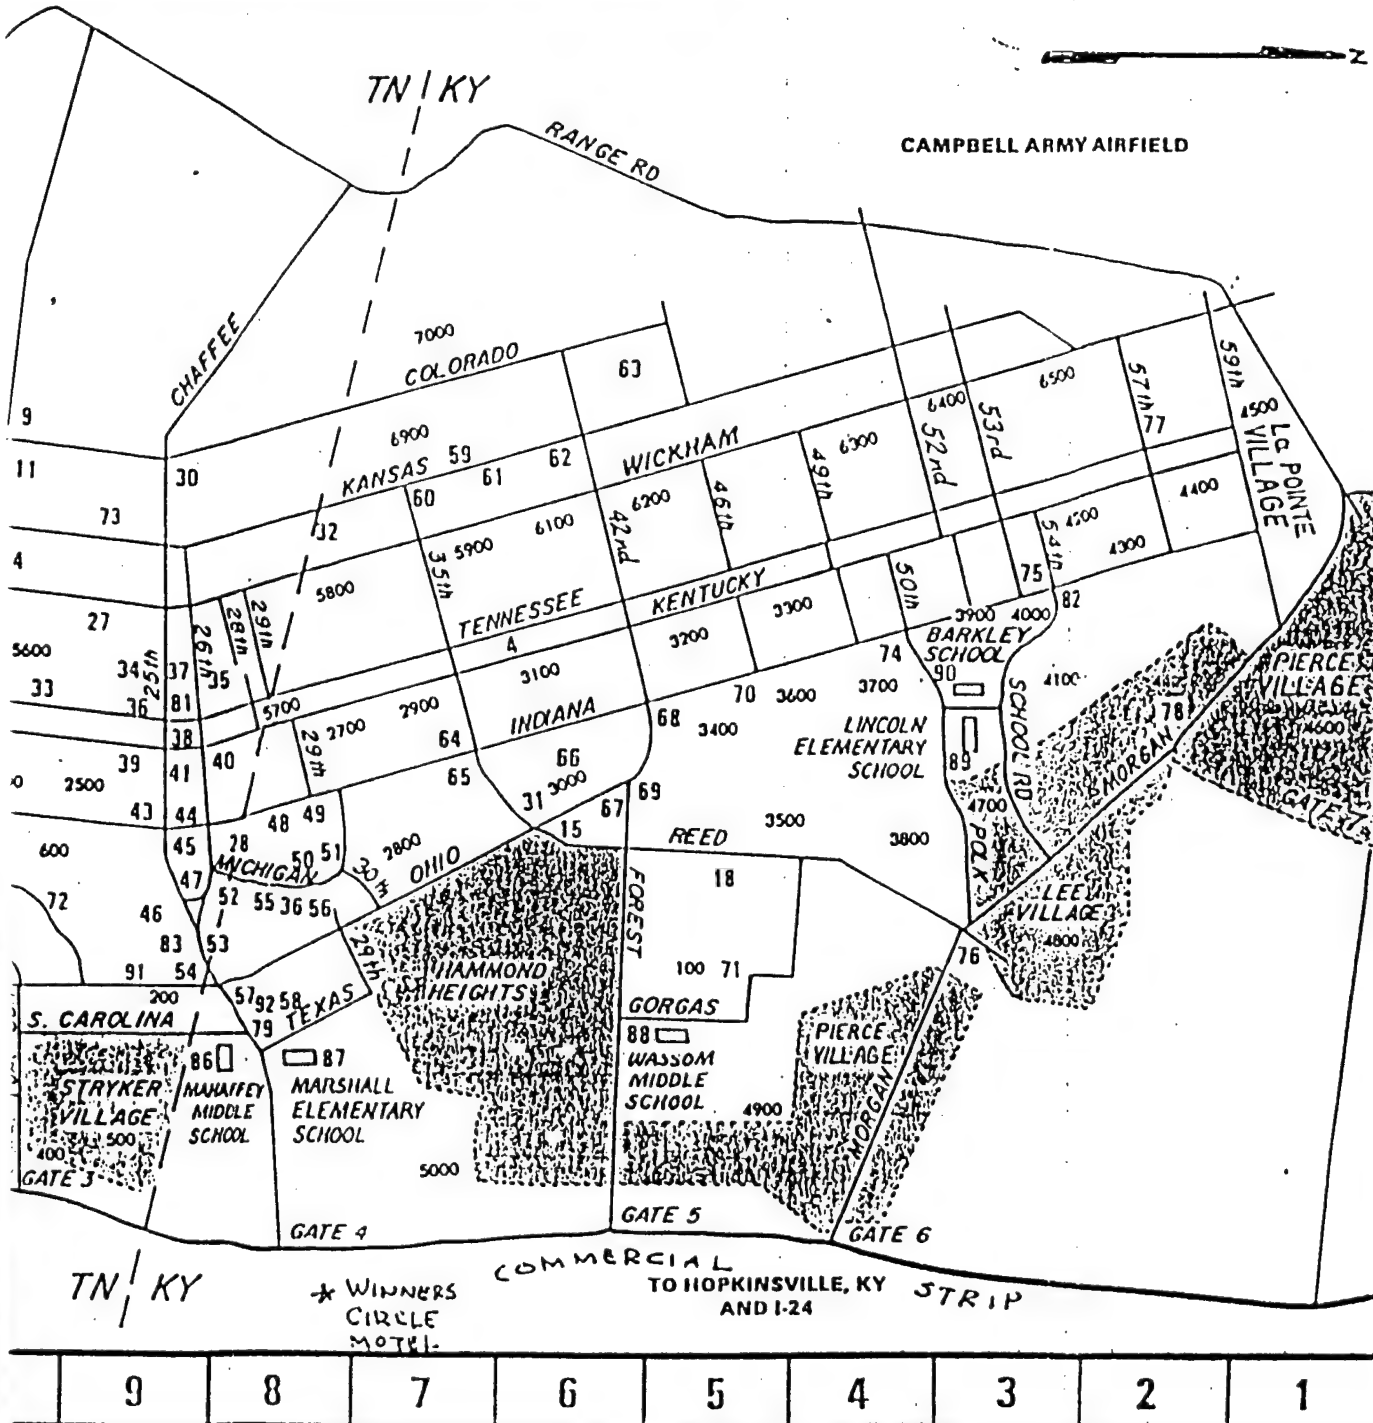 Z
TN | KY
RANGE RD
CAMPBELL ARMY AIRFIELD
CHAFFEE
7000
COLORADO
63
6500
57th
59th
9
6900
KANSAS
59
62
WICKHAM
6300
6400
52nd
53rd
77
4500
La POINTE
VILLAGE
11
30
60
61
6200
46th
49th
4400
73
32
5900
6100
42nd
4200
54th
4300
4
5800
35th
TENNESSEE
KENTUCKY
3300
50th
75
82
27
26th
28th
29th
A
3200
3900
4000
BARKLEY
SCHOOL
5600
34
25th
37
35
3100
74
90
4100
PIERCE
VILLAGE
33
36
81
5700
2900
INDIANA
70
3600
3700
SCHOOL RD
78
4600
38
2700
68
3400
LINCOLN
ELEMENTARY
SCHOOL
39
41
40
29th
64
66
89
MORGAN
GATE 7
2500
65
3000
4700
43
44
48
49
31
67
69
3500
POLK
600
45
28
MICHIGAN
50
51
2800
15
REED
3800
OHIO
30th
47
18
LEE
VILLAGE
72
52
55
36
56
FOREST
46
83
53
29th
4800
91
54
HAMMOND
HEIGHTS
100
71
76
200
57
92
58
TEXAS
GORGAS
S. CAROLINA
79
88
PIERCE
VILLAGE
86
87
WASSOM
MIDDLE
SCHOOL
STRYKER
VILLAGE
MAHAFFEY
MIDDLE
SCHOOL
MARSHALL
ELEMENTARY
SCHOOL
4900
MORGAN
400
500
5000
GATE 3
GATE 4
GATE 5
GATE 6
COMMERCIAL
STRIP
TN | KY
* WINNERS
CIRCLE
MOTEL
TO HOPKINSVILLE, KY
AND I-24
9 8 7 6 5 4 3 2 1